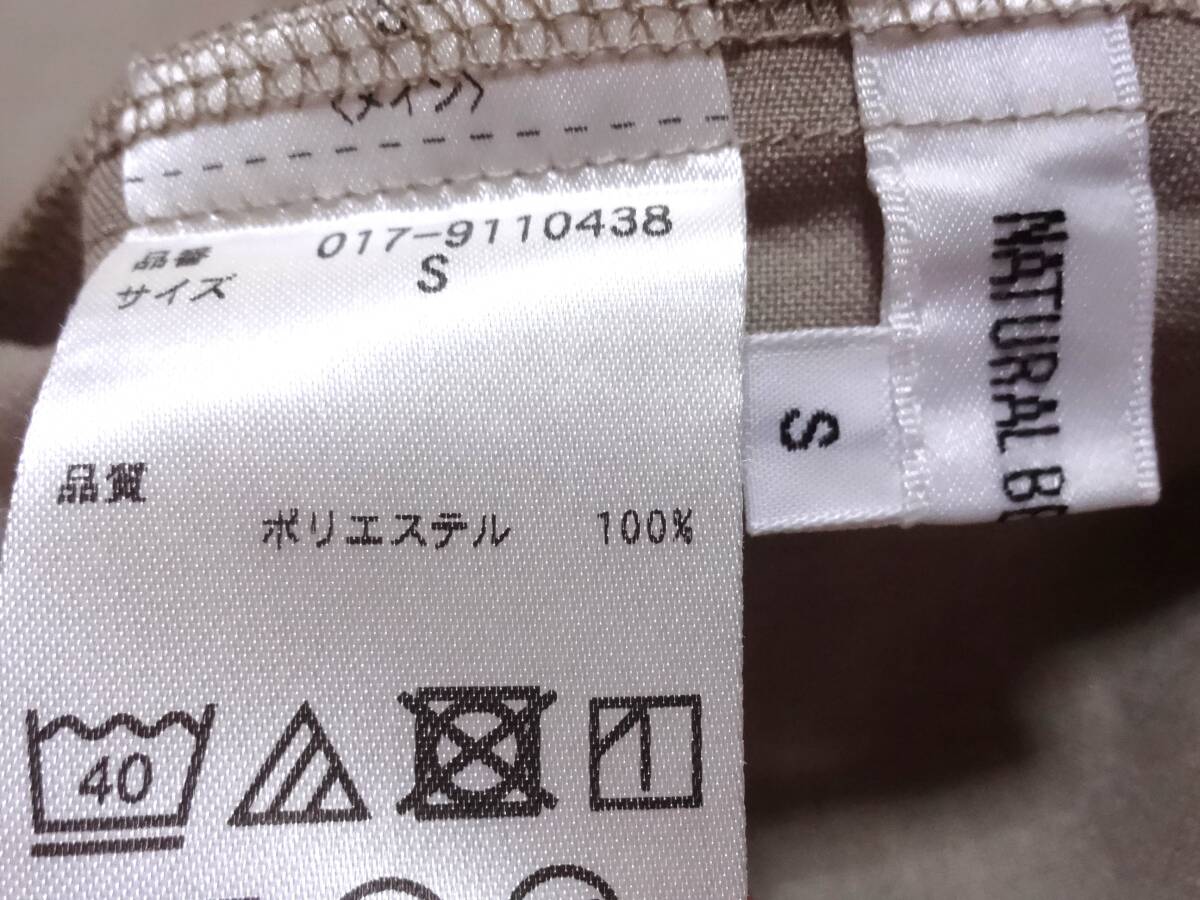 〈メイン〉
品番 017-9110438
サイズ S
品質
ポリエステル 100%
40
S
NATURAL